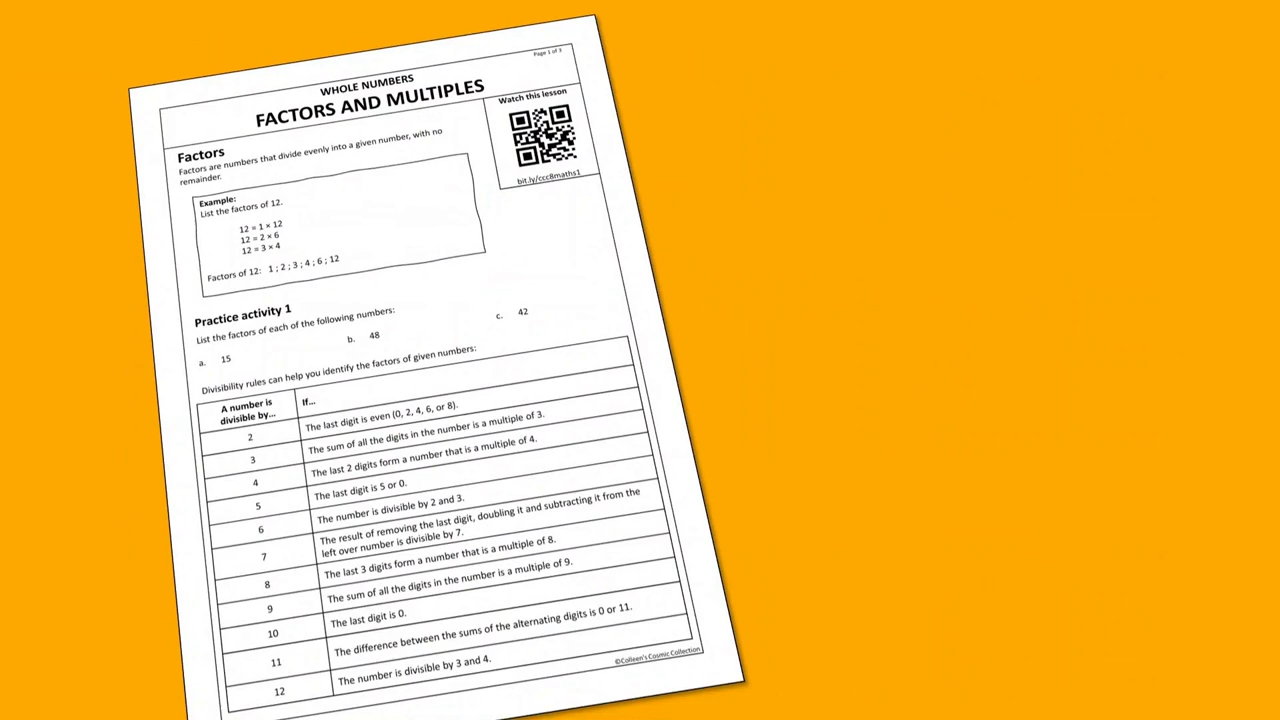 Page 1 of 3
WHOLE NUMBERS
FACTORS AND MULTIPLES
Watch this lesson
bit.ly/ccc8maths1
Factors
Factors are numbers that divide evenly into a given number, with no
remainder.
Example:
List the factors of 12.
12 = 1 × 12
12 = 2 × 6
12 = 3 × 4
Factors of 12: 1 ; 2 ; 3 ; 4 ; 6 ; 12
Practice activity 1
List the factors of each of the following numbers:
a. 15 b. 48 c. 42
Divisibility rules can help you identify the factors of given numbers:
A number is
divisible by...
If...
2 The last digit is even (0, 2, 4, 6, or 8).
3 The sum of all the digits in the number is a multiple of 3.
4 The last 2 digits form a number that is a multiple of 4.
5 The last digit is 5 or 0.
6 The number is divisible by 2 and 3.
7 The result of removing the last digit, doubling it and subtracting it from the
left over number is divisible by 7.
8 The last 3 digits form a number that is a multiple of 8.
9 The sum of all the digits in the number is a multiple of 9.
10 The last digit is 0.
11 The difference between the sums of the alternating digits is 0 or 11.
12 The number is divisible by 3 and 4.
©Colleen's Cosmic Collection